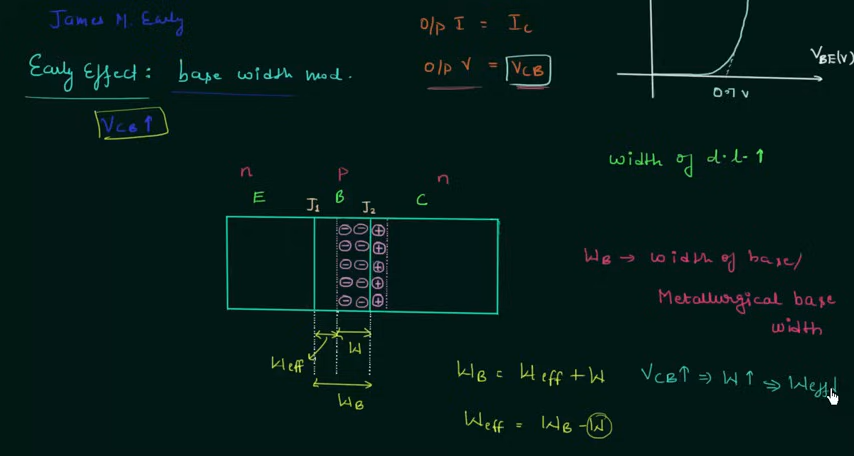 James M. Early
Early Effect: base width mod.
VCB ↑
O/p I = IC
O/p V = VCB
VBE(V)
0.7 V
width of d.l. ↑
n p n
E J1 B J2 C
WB → width of base/
Metallurgical base
width
Weff W
WB
WB = Weff + W
Weff = WB - W
VCB ↑ ⇒ W ↑ ⇒ Weff ↓